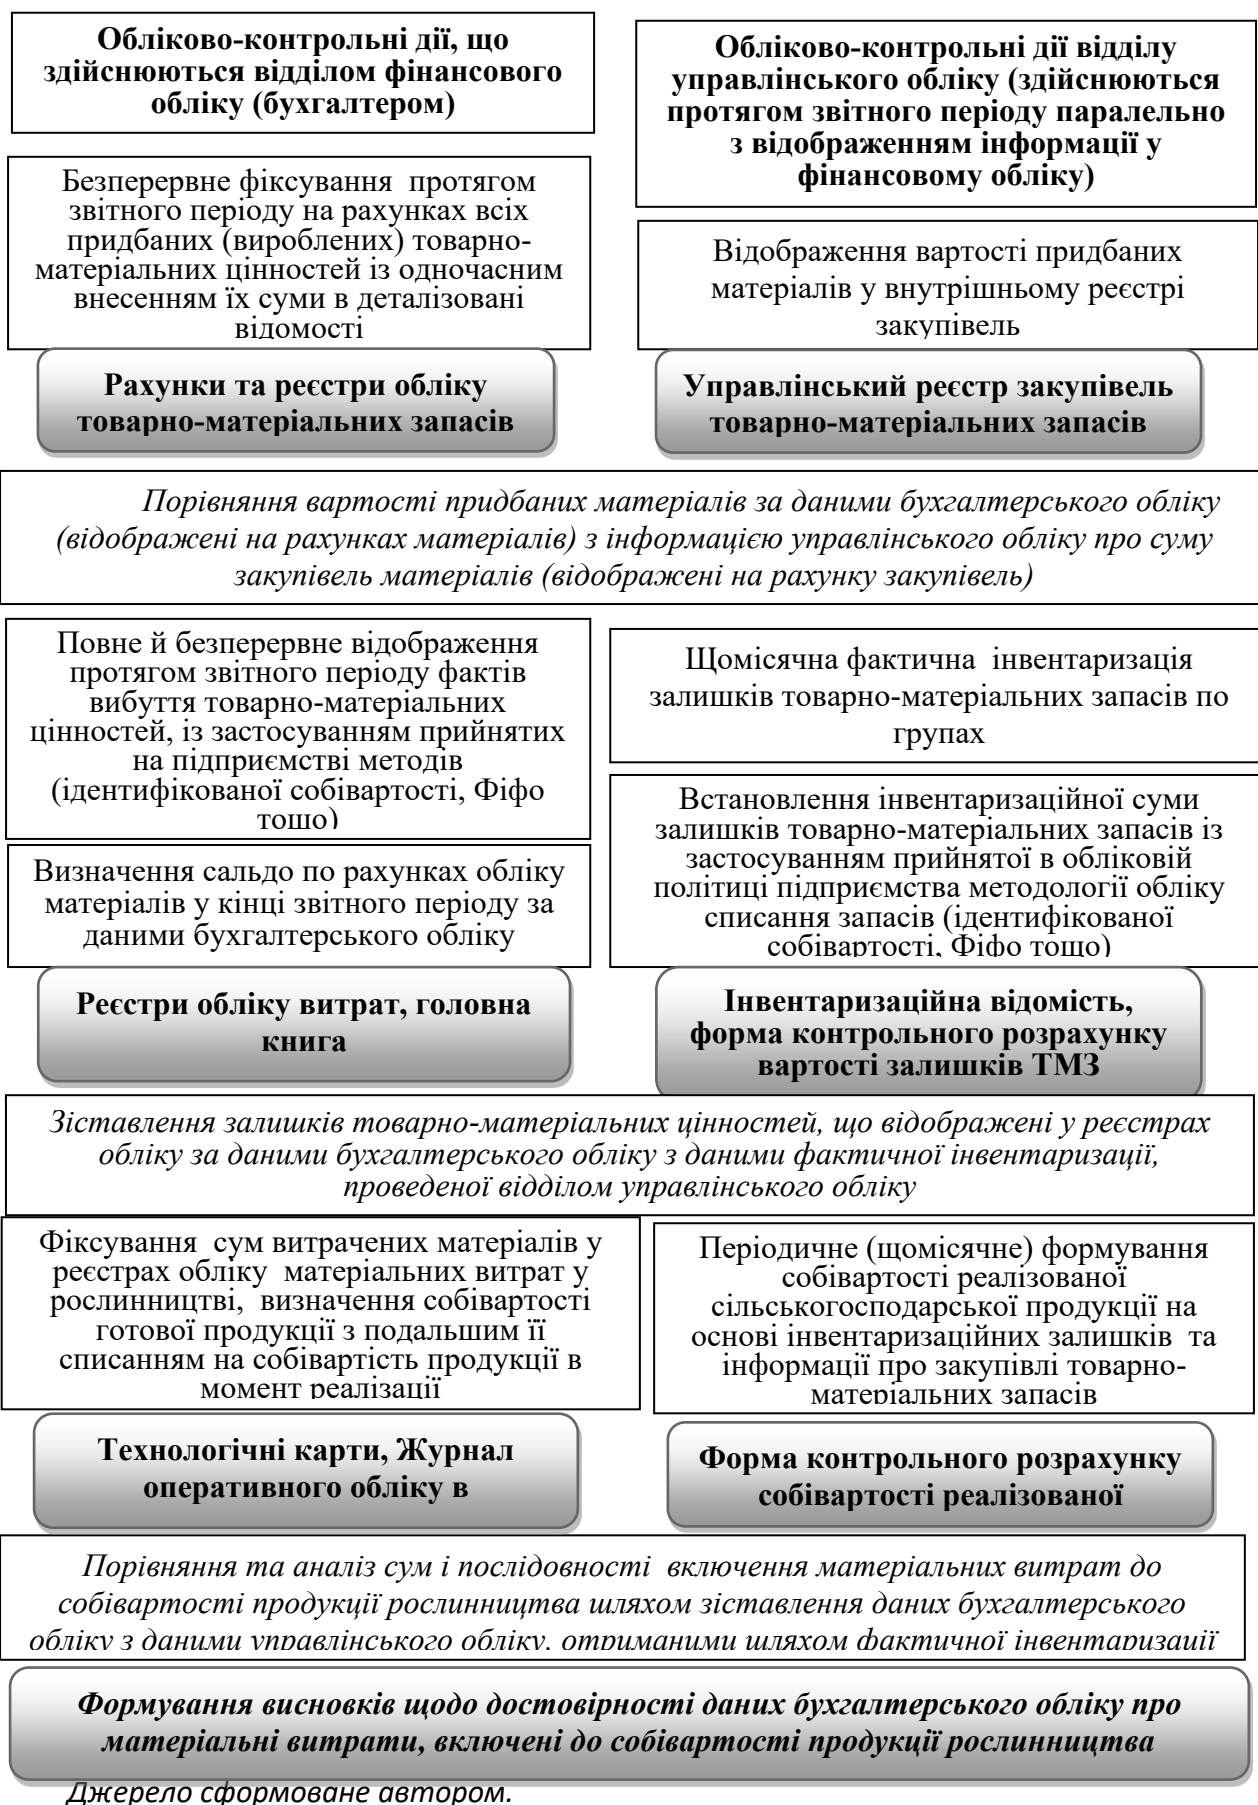 Обліково-контрольні дії, що
здійснюються відділом фінансового
обліку (бухгалтером)
Обліково-контрольні дії відділу
управлінського обліку (здійснюються
протягом звітного періоду паралельно
з відображенням інформації у
фінансовому обліку)
Безперервне фіксування протягом
звітного періоду на рахунках всіх
придбаних (вироблених) товарно-
матеріальних цінностей із одночасним
внесенням їх суми в деталізовані
відомості
Відображення вартості придбаних
матеріалів у внутрішньому реєстрі
закупівель
Рахунки та реєстри обліку
товарно-матеріальних запасів
Управлінський реєстр закупівель
товарно-матеріальних запасів
Порівняння вартості придбаних матеріалів за даними бухгалтерського обліку
(відображені на рахунках матеріалів) з інформацією управлінського обліку про суму
закупівель матеріалів (відображені на рахунку закупівель)
Повне й безперервне відображення
протягом звітного періоду фактів
вибуття товарно-матеріальних
цінностей, із застосуванням прийнятих
на підприємстві методів
(ідентифікованої собівартості, Фіфо
тощо)
Щомісячна фактична інвентаризація
залишків товарно-матеріальних запасів по
групах
Визначення сальдо по рахунках обліку
матеріалів у кінці звітного періоду за
даними бухгалтерського обліку
Встановлення інвентаризаційної суми
залишків товарно-матеріальних запасів із
застосуванням прийнятої в обліковій
політиці підприємства методології обліку
списання запасів (ідентифікованої
собівартості, Фіфо тощо)
Реєстри обліку витрат, головна
книга
Інвентаризаційна відомість,
форма контрольного розрахунку
вартості залишків ТМЗ
Зіставлення залишків товарно-матеріальних цінностей, що відображені у реєстрах
обліку за даними бухгалтерського обліку з даними фактичної інвентаризації,
проведеної відділом управлінського обліку
Фіксування сум витрачених матеріалів у
реєстрах обліку матеріальних витрат у
рослинництві, визначення собівартості
готової продукції з подальшим її
списанням на собівартість продукції в
момент реалізації
Періодичне (щомісячне) формування
собівартості реалізованої
сільськогосподарської продукції на
основі інвентаризаційних залишків та
інформації про закупівлі товарно-
матеріальних запасів
Технологічні карти, Журнал
оперативного обліку в
Форма контрольного розрахунку
собівартості реалізованої
Порівняння та аналіз сум і послідовності включення матеріальних витрат до
собівартості продукції рослинництва шляхом зіставлення даних бухгалтерського
обліку з даними управлінського обліку, отриманими шляхом фактичної інвентаризації
Формування висновків щодо достовірності даних бухгалтерського обліку про
матеріальні витрати, включені до собівартості продукції рослинництва
Джерело сформоване автором.